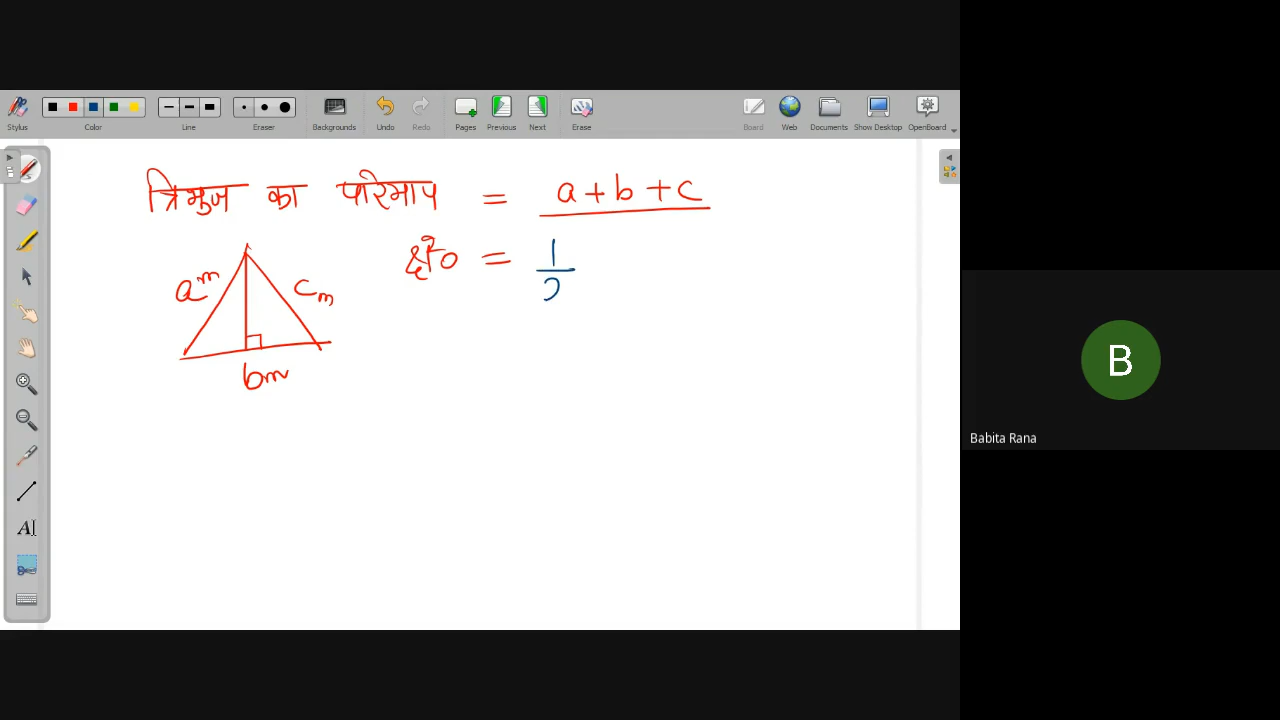 Stylus
Color
Line
Eraser
Backgrounds
Undo
Redo
Pages
Previous
Next
Erase
Board
Web
Documents
Show Desktop
OpenBoard
त्रिभुज का परिमाप = a + b + c
क्षे० = 1/2
a m
c m
b m
B
Babita Rana